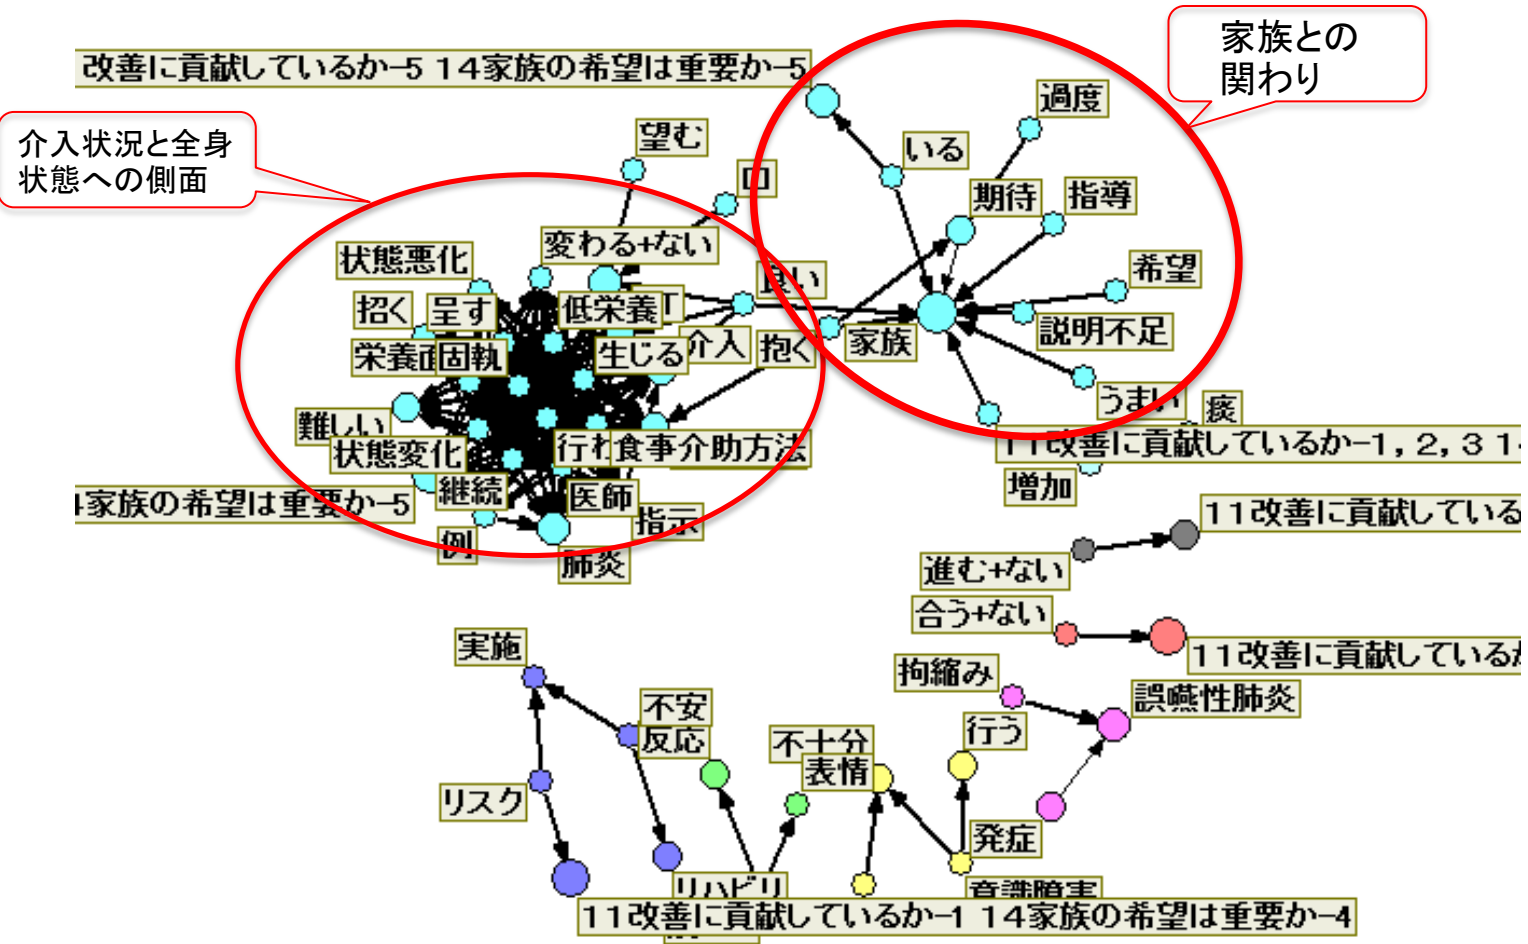 家族との
関わり
改善に貢献しているか−5 14家族の希望は重要か−5
過度
介入状況と全身
状態への側面
望む
いる
口
期待
指導
変わる+ない
状態悪化
希望
良い
招く
呈す
低栄養
説明不足
栄養面
固執
生じる
介入
抱く
家族
うまい
痰
難しい
状態変化
食事介助方法
11改善に貢献しているか−1, 2, 3 1
増加
継続
医師
家族の希望は重要か−5
指示
11改善に貢献している
例
肺炎
進む+ない
合う+ない
実施
11改善に貢献している
拘縮み
誤嚥性肺炎
不安
反応
不十分
行う
表情
リスク
発症
リハビリ
意識障害
11改善に貢献しているか−1 14家族の希望は重要か−4